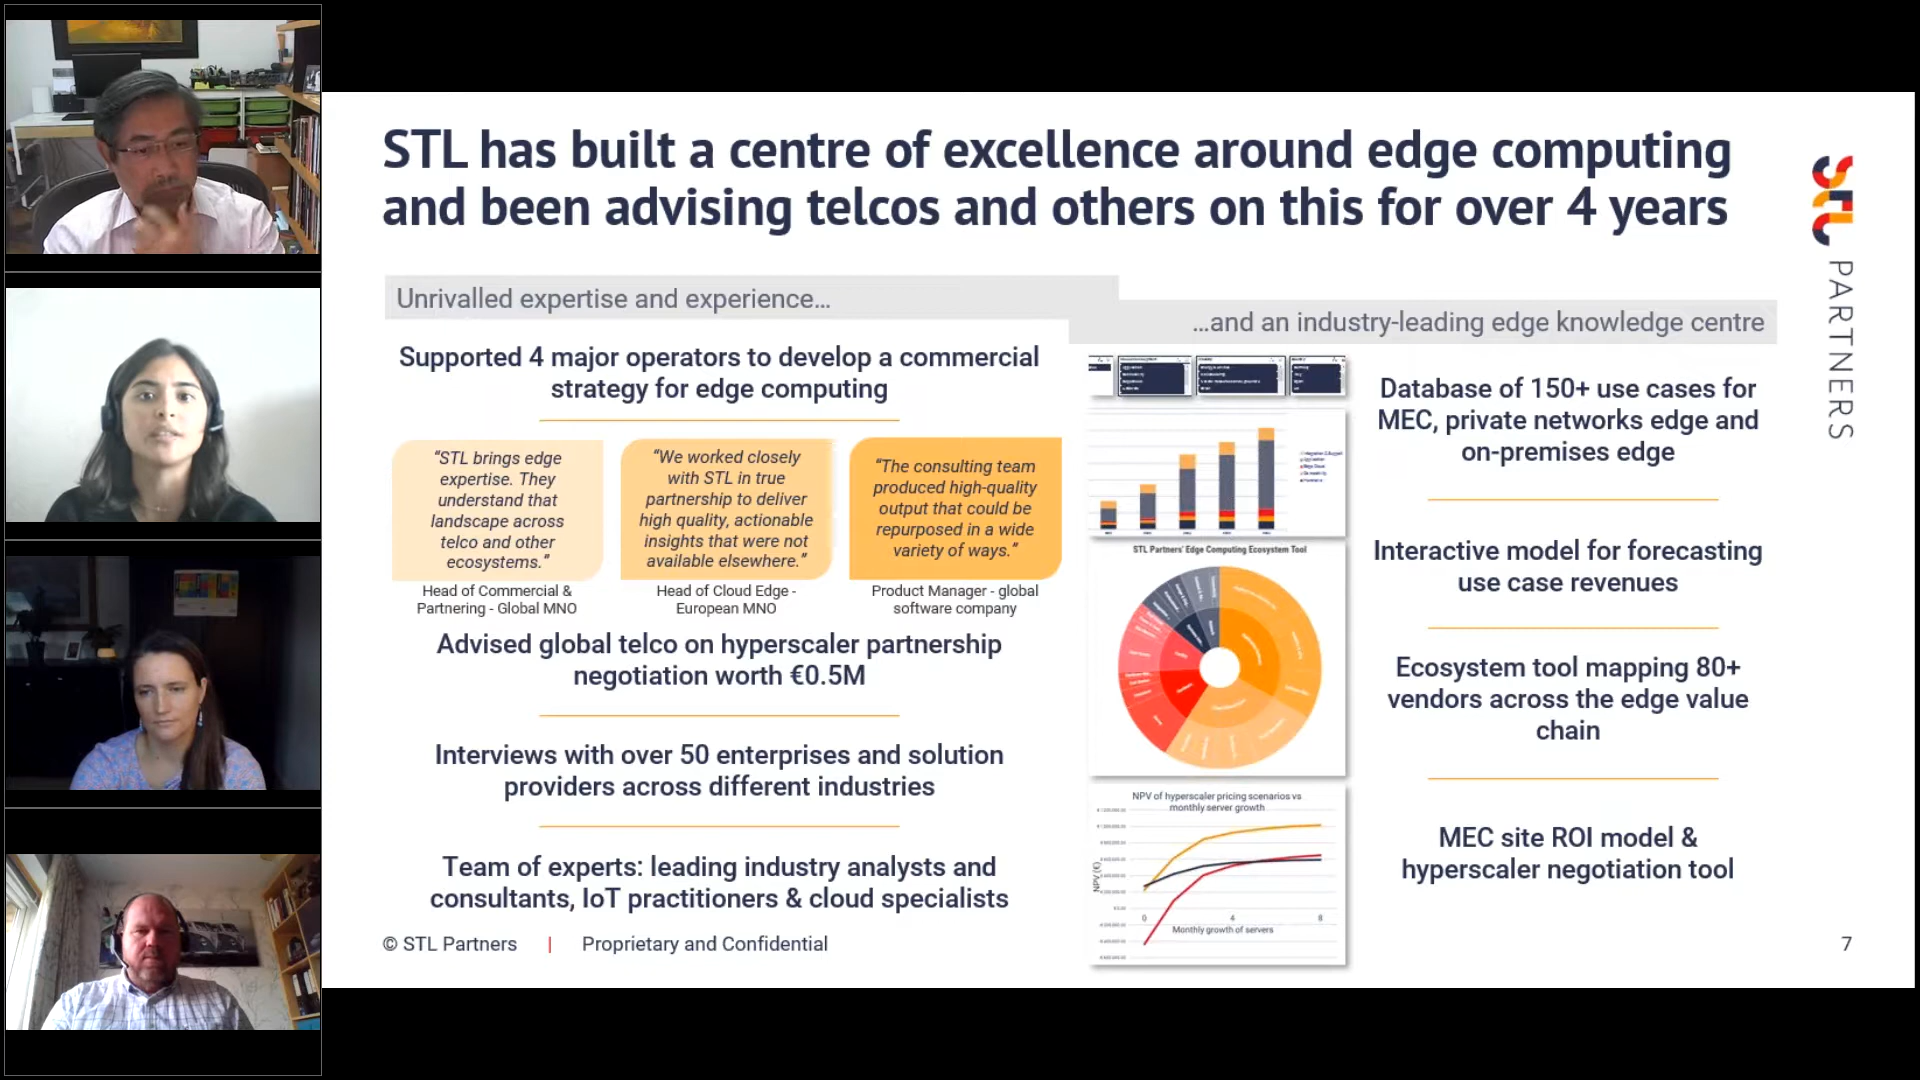 STL has built a centre of excellence around edge computing
and been advising telcos and others on this for over 4 years
STL PARTNERS
Unrivalled expertise and experience…
…and an industry-leading edge knowledge centre
Supported 4 major operators to develop a commercial
strategy for edge computing
“STL brings edge
expertise. They
understand that
landscape across
telco and other
ecosystems.”
Head of Commercial &
Partnering - Global MNO
“We worked closely
with STL in true
partnership to deliver
high quality, actionable
insights that were not
available elsewhere.”
Head of Cloud Edge -
European MNO
“The consulting team
produced high-quality
output that could be
repurposed in a wide
variety of ways.”
Product Manager - global
software company
Advised global telco on hyperscaler partnership
negotiation worth €0.5M
Interviews with over 50 enterprises and solution
providers across different industries
Team of experts: leading industry analysts and
consultants, IoT practitioners & cloud specialists
STL Partners’ Edge Computing Ecosystem Tool
NPV of hyperscaler pricing scenarios vs
monthly server growth
NPV (€)
0 4 8
Monthly growth of servers
Database of 150+ use cases for
MEC, private networks edge and
on-premises edge
Interactive model for forecasting
use case revenues
Ecosystem tool mapping 80+
vendors across the edge value
chain
MEC site ROI model &
hyperscaler negotiation tool
© STL Partners | Proprietary and Confidential
7